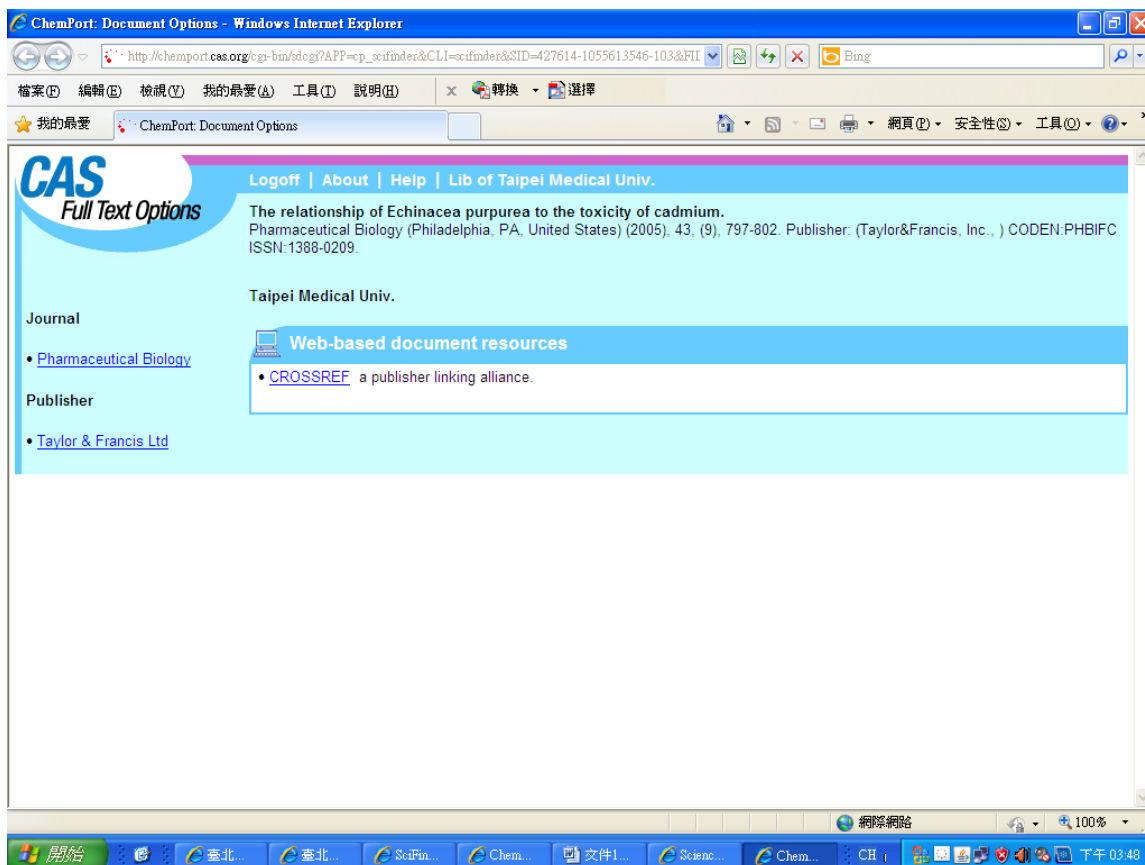 ChemPort: Document Options - Windows Internet Explorer
http://chemport.cas.org/cgi-bin/sdcgi?APP=cp_scifinder&CLI=scifinder&SID=427614-1055613546-103&FII
Bing
檔案(F) 編輯(E) 檢視(V) 我的最愛(A) 工具(T) 說明(H) x 轉換 選擇
我的最愛 ChemPort: Document Options 網頁(P) 安全性(S) 工具(O)
CAS
Full Text Options
Logoff | About | Help | Lib of Taipei Medical Univ.
The relationship of Echinacea purpurea to the toxicity of cadmium.
Pharmaceutical Biology (Philadelphia, PA, United States) (2005), 43, (9), 797-802. Publisher: (Taylor&Francis, Inc., ) CODEN:PHBIFC
ISSN:1388-0209.
Taipei Medical Univ.
Journal
• Pharmaceutical Biology
Publisher
• Taylor & Francis Ltd
Web-based document resources
• CROSSREF a publisher linking alliance.
網際網路 100%
開始 臺北... 臺北... SciFin... Chem... 文件1... Scienc... Chem... CH 下午 03:48